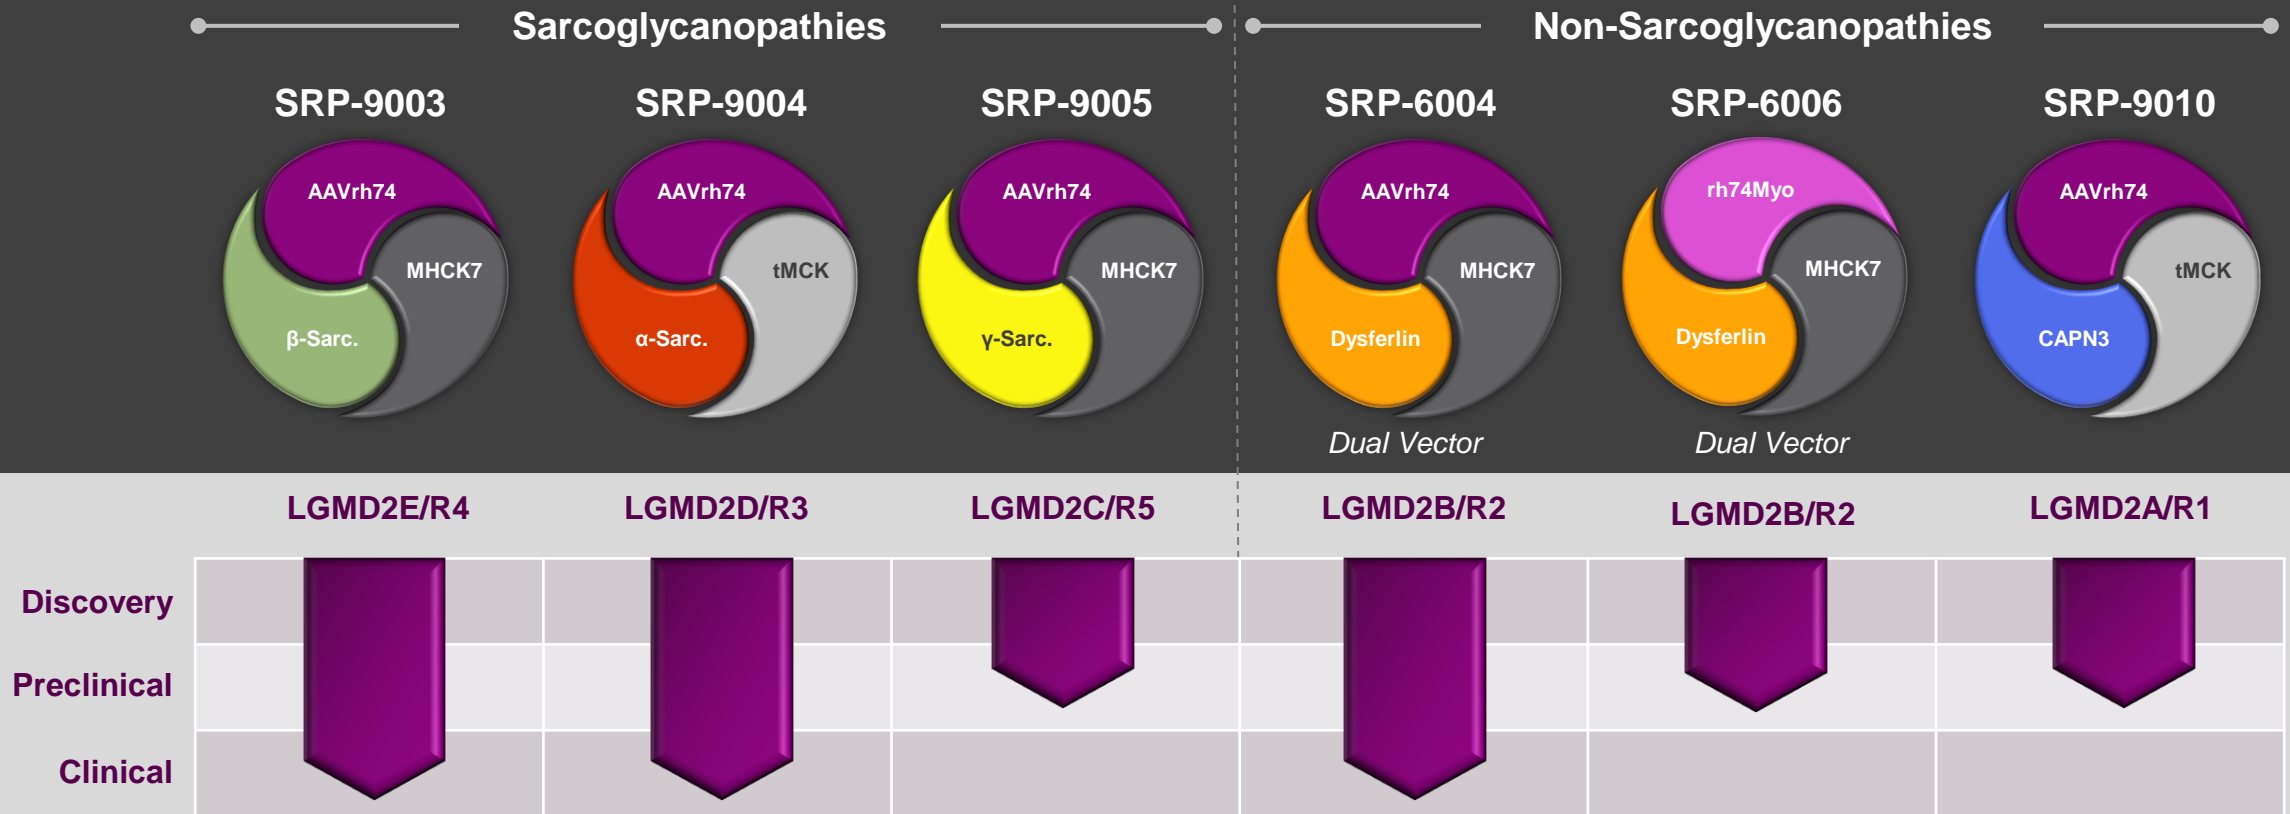 Sarcoglycanopathies
Non-Sarcoglycanopathies
SRP-9003
SRP-9004
SRP-9005
SRP-6004
SRP-6006
SRP-9010
AAVrh74
MHCK7
β-Sarc.
AAVrh74
tMCK
α-Sarc.
AAVrh74
MHCK7
γ-Sarc.
AAVrh74
MHCK7
Dysferlin
rh74Myo
MHCK7
Dysferlin
AAVrh74
tMCK
CAPN3
Dual Vector
Dual Vector
LGMD2E/R4
LGMD2D/R3
LGMD2C/R5
LGMD2B/R2
LGMD2B/R2
LGMD2A/R1
Discovery
Preclinical
Clinical